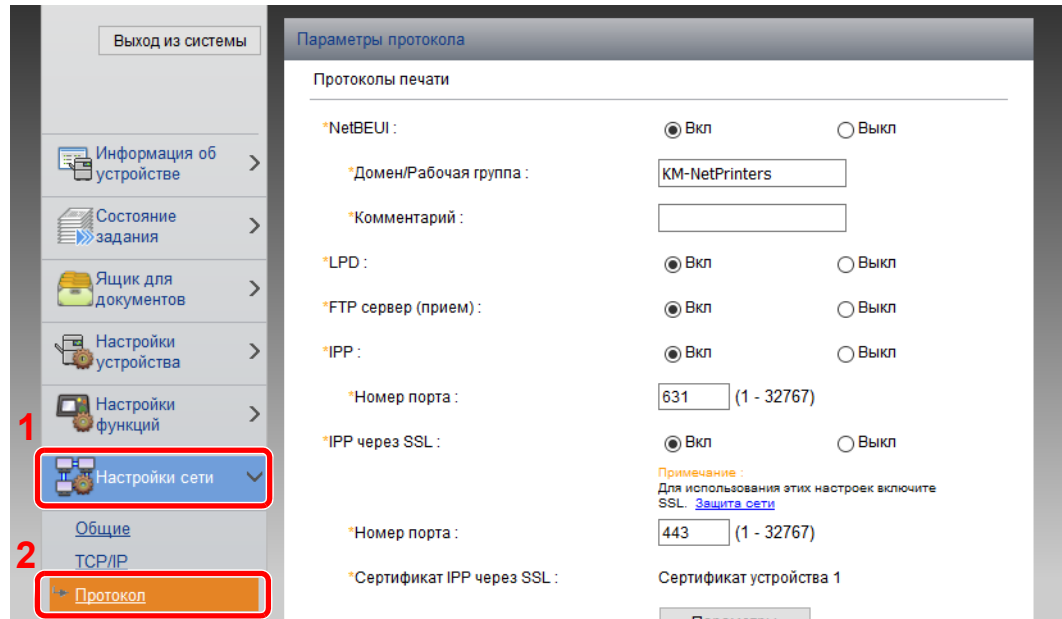 Выход из системы
Информация об
устройстве
Состояние
задания
Ящик для
документов
Настройки
устройства
Настройки
функций
1
Настройки сети
Общие
2
TCP/IP
Протокол
Параметры протокола
Протоколы печати
*NetBEUI : Вкл Выкл
*Домен/Рабочая группа : KM-NetPrinters
*Комментарий :
*LPD : Вкл Выкл
*FTP сервер (прием) : Вкл Выкл
*IPP : Вкл Выкл
*Номер порта : 631 (1 - 32767)
*IPP через SSL : Вкл Выкл
Примечание :
Для использования этих настроек включите
SSL. Защита сети
*Номер порта : 443 (1 - 32767)
*Сертификат IPP через SSL : Сертификат устройства 1